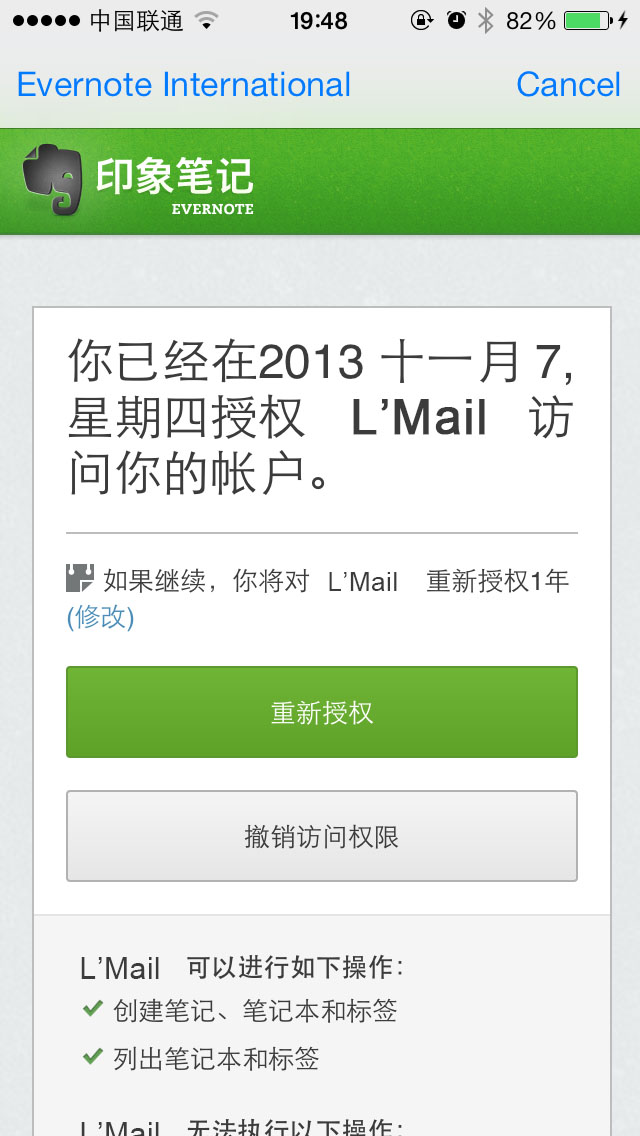 中国联通 19:48 82%
Evernote International Cancel
印象笔记
EVERNOTE
你已经在2013 十一月 7,
星期四授权 L’Mail 访
问你的帐户。
如果继续，你将对 L’Mail 重新授权1年
(修改)
重新授权
撤销访问权限
L’Mail 可以进行如下操作：
创建笔记、笔记本和标签
列出笔记本和标签
L’Mail 无法执行以下操作：